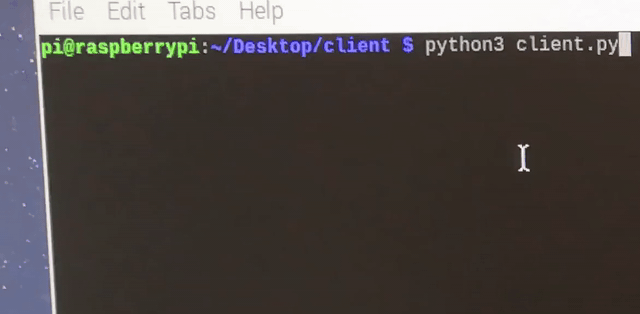 File Edit Tabs Help
pi@raspberrypi:~/Desktop/client $ python3 client.py